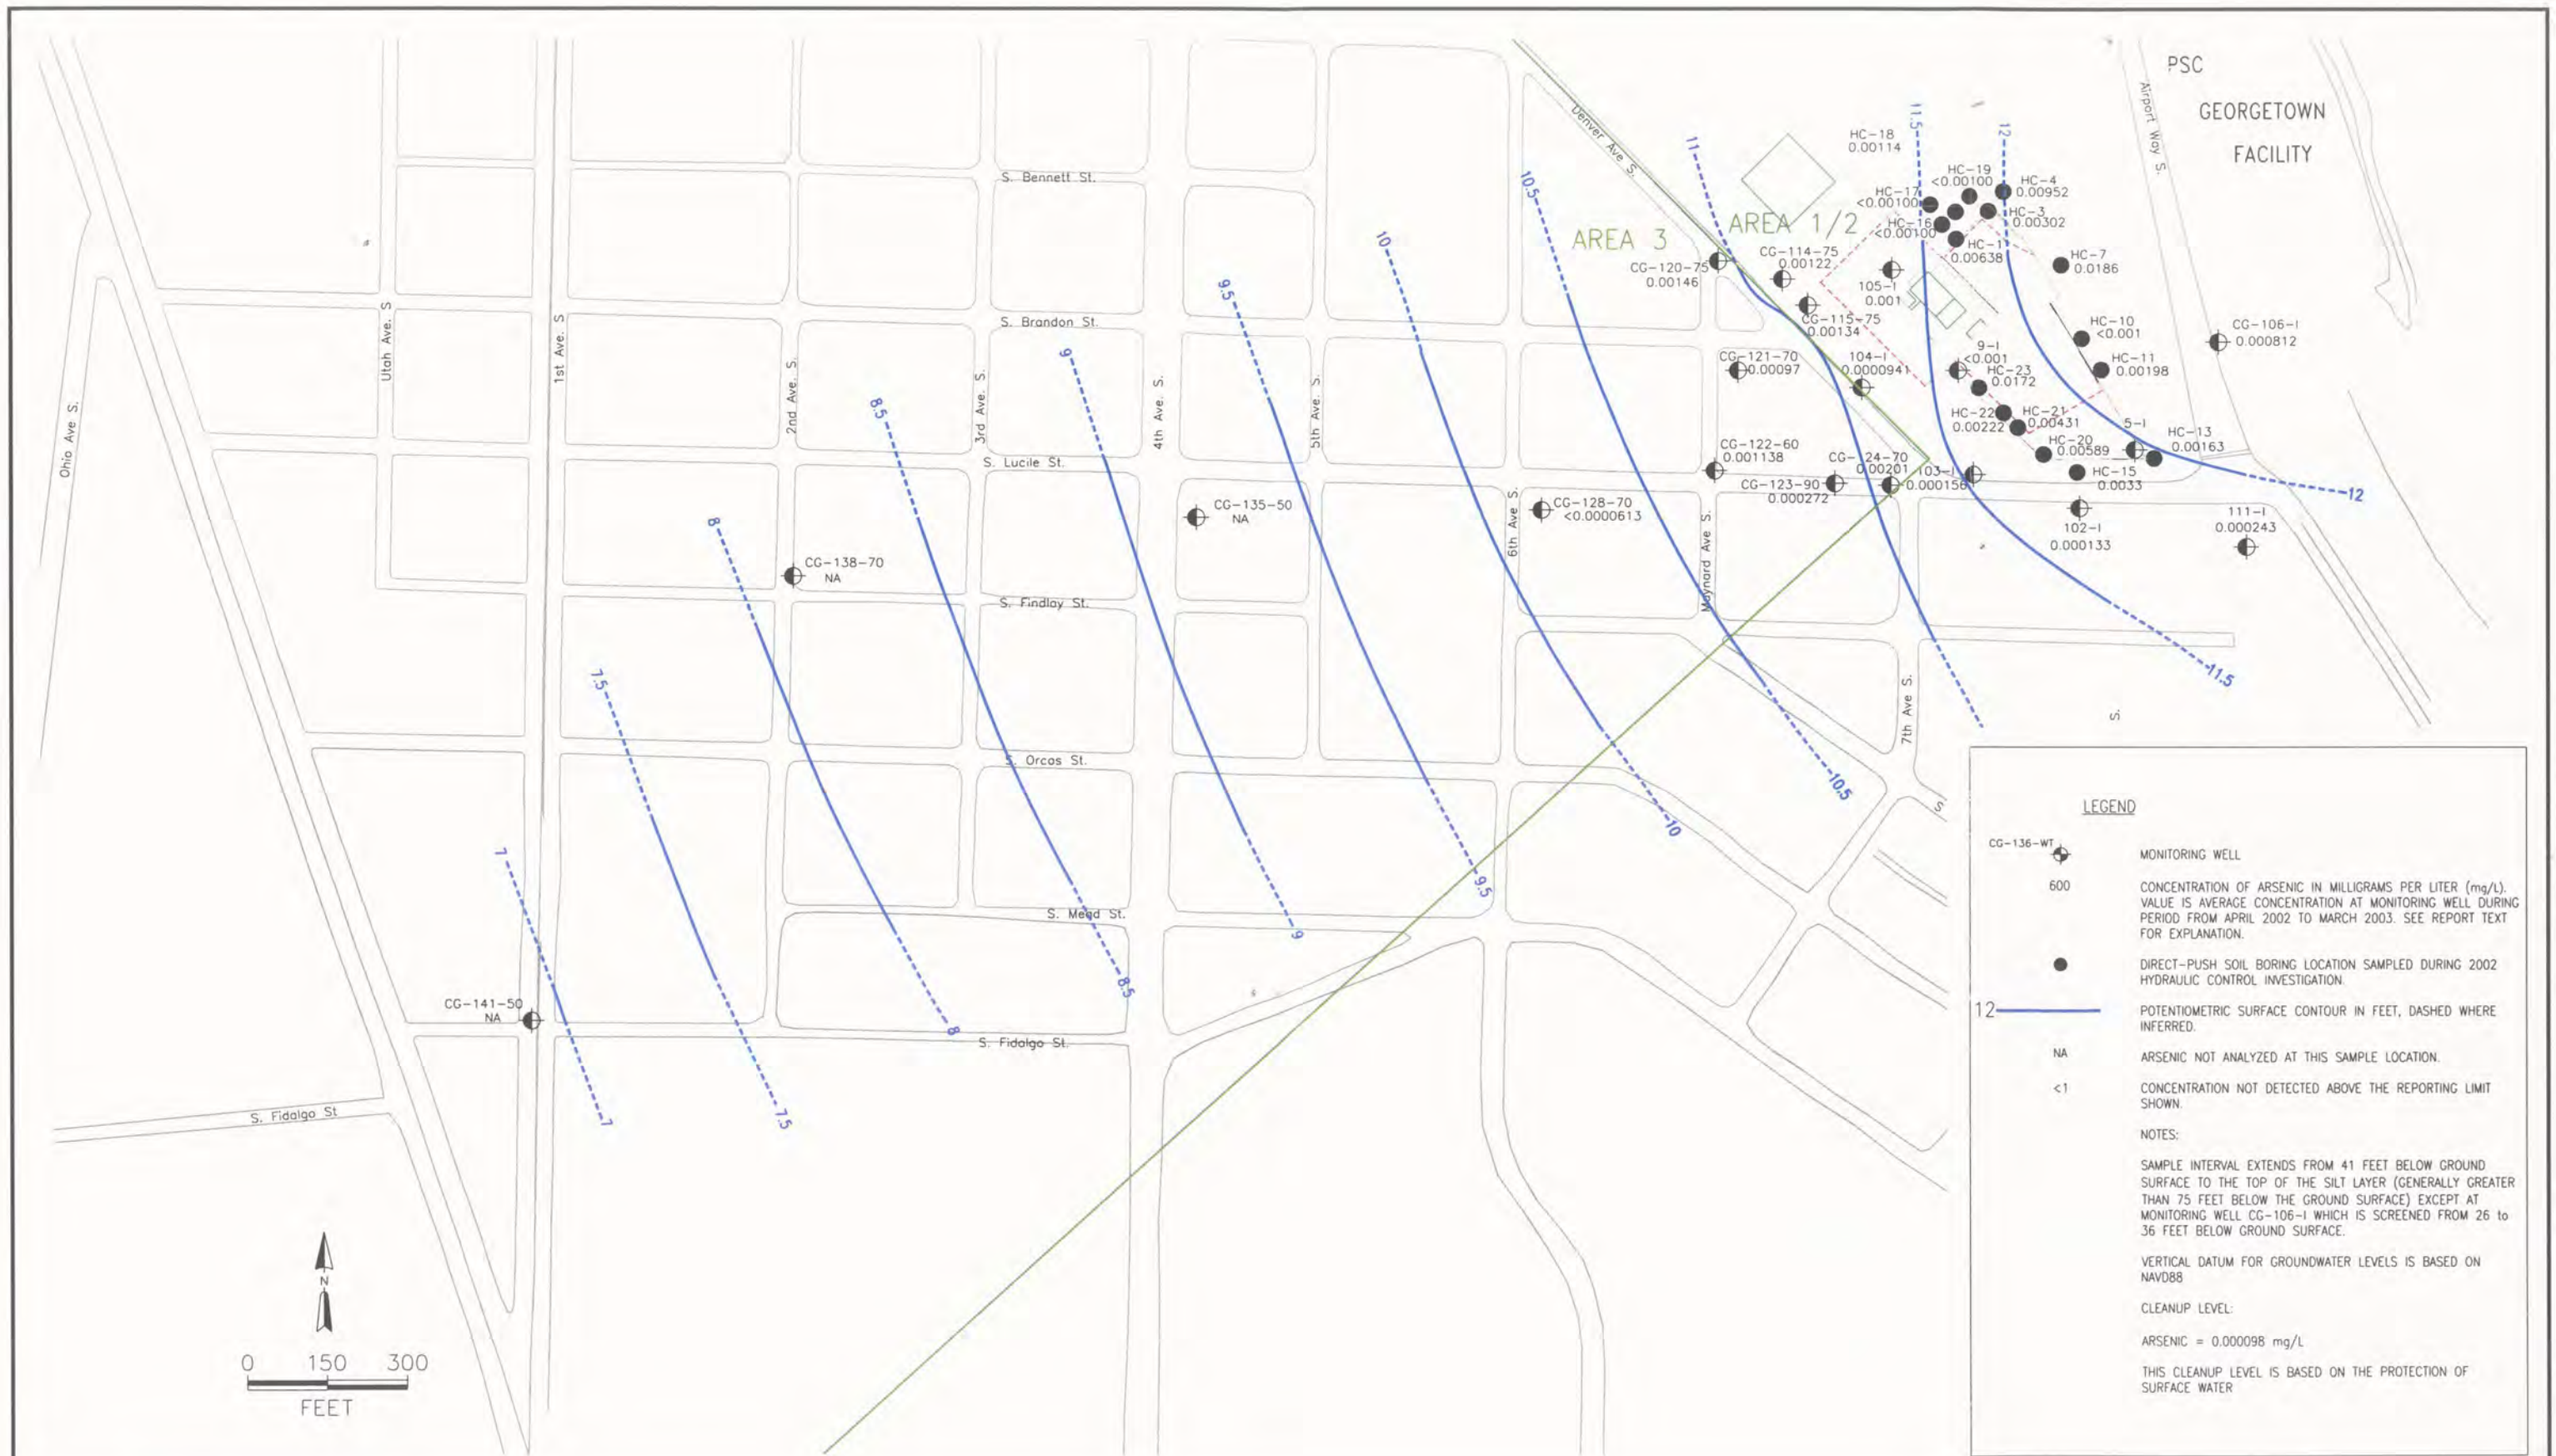 PSC
GEORGETOWN
FACILITY
Airport Way S.
Denver Ave S.
AREA 3
AREA 1/2
11
11.5
12
10.5
10
9.5
9
8.5
8
7.5
7
HC-18
0.00114
HC-19
<0.00100
HC-4
0.00952
HC-17
<0.00100
HC-3
0.00302
HC-16
<0.00100
HC-1
0.00638
HC-7
0.0186
CG-120-75
0.00146
CG-114-75
0.00122
105-I
0.001
CG-115-75
0.00134
HC-10
<0.001
CG-106-I
0.000812
HC-11
0.00198
9-I
<0.001
HC-23
0.0172
CG-121-70
0.00097
104-I
0.0000941
HC-22
0.00222
HC-21
0.00431
5-I
HC-13
0.00163
HC-20
0.00589
HC-15
0.0033
CG-122-60
0.001138
CG-124-70
0.00201
103-I
0.000156
CG-123-90
0.000272
CG-128-70
<0.0000613
102-I
0.000133
111-I
0.000243
CG-135-50
NA
CG-138-70
NA
CG-141-50
NA
S. Bennett St.
S. Brandon St.
S. Lucile St.
S. Findlay St.
S. Orcas St.
S. Mead St.
S. Fidalgo St.
S. Fidalgo St
Ohio Ave S.
Utah Ave. S
1st Ave. S
2nd Ave. S.
3rd Ave. S.
4th Ave. S.
5th Ave. S.
6th Ave S.
Maynard Ave S.
7th Ave S.
S.
S
12
11.5
10.5
10
9.5
9
8.5
8
7.5
7
N
0 150 300
FEET
LEGEND
CG-136-WT
MONITORING WELL
600
CONCENTRATION OF ARSENIC IN MILLIGRAMS PER LITER (mg/L).
VALUE IS AVERAGE CONCENTRATION AT MONITORING WELL DURING
PERIOD FROM APRIL 2002 TO MARCH 2003. SEE REPORT TEXT
FOR EXPLANATION.
DIRECT-PUSH SOIL BORING LOCATION SAMPLED DURING 2002
HYDRAULIC CONTROL INVESTIGATION.
12
POTENTIOMETRIC SURFACE CONTOUR IN FEET, DASHED WHERE
INFERRED.
NA
ARSENIC NOT ANALYZED AT THIS SAMPLE LOCATION.
<1
CONCENTRATION NOT DETECTED ABOVE THE REPORTING LIMIT
SHOWN.
NOTES:
SAMPLE INTERVAL EXTENDS FROM 41 FEET BELOW GROUND
SURFACE TO THE TOP OF THE SILT LAYER (GENERALLY GREATER
THAN 75 FEET BELOW THE GROUND SURFACE) EXCEPT AT
MONITORING WELL CG-106-I WHICH IS SCREENED FROM 26 to
36 FEET BELOW GROUND SURFACE.
VERTICAL DATUM FOR GROUNDWATER LEVELS IS BASED ON
NAVD88
CLEANUP LEVEL:
ARSENIC = 0.000098 mg/L
THIS CLEANUP LEVEL IS BASED ON THE PROTECTION OF
SURFACE WATER